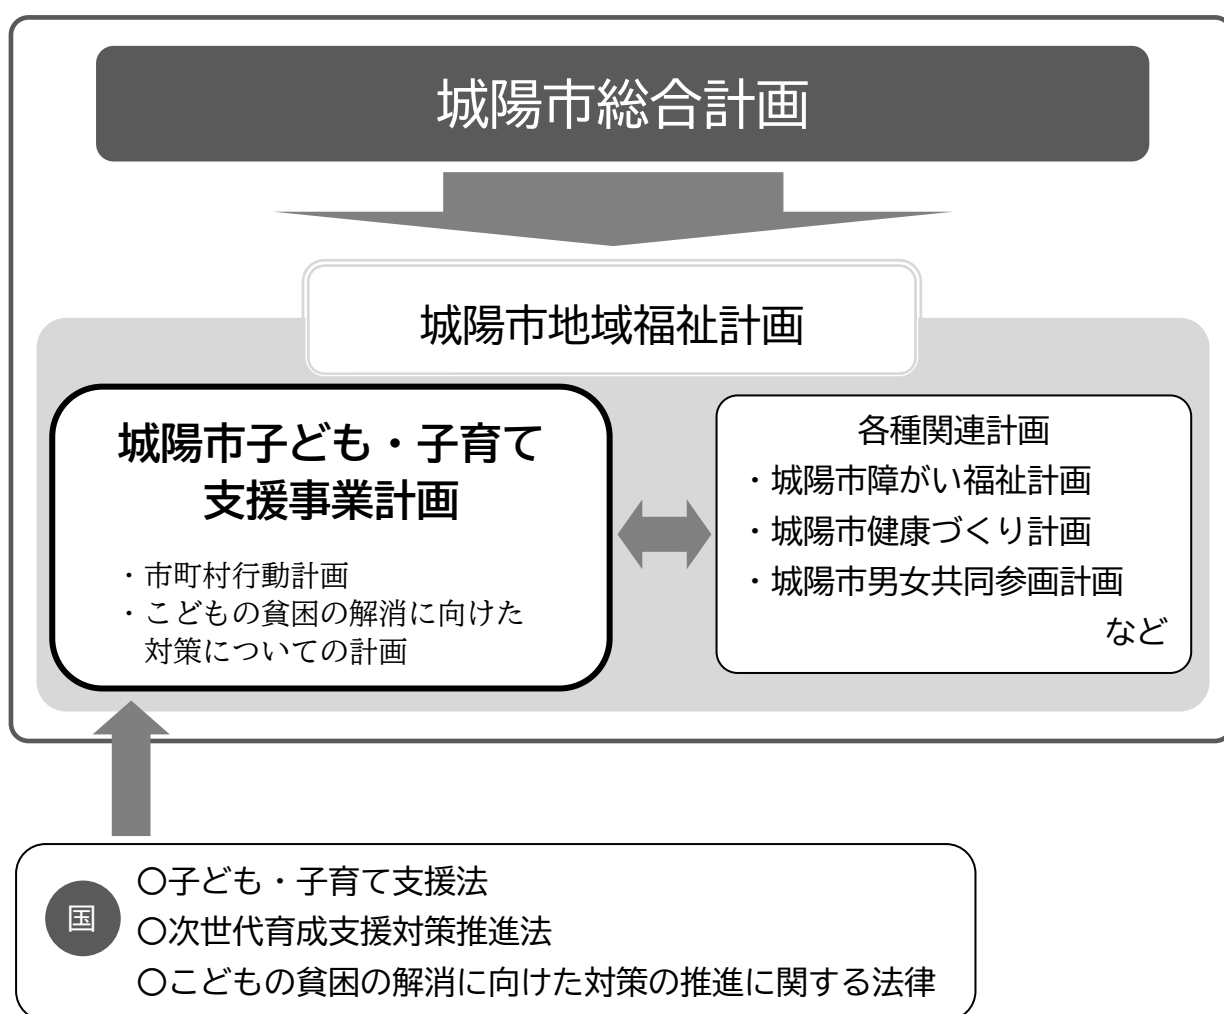 城陽市総合計画
城陽市地域福祉計画
城陽市子ども・子育て
支援事業計画
・市町村行動計画
・こどもの貧困の解消に向けた
対策についての計画
各種関連計画
・城陽市障がい福祉計画
・城陽市健康づくり計画
・城陽市男女共同参画計画
など
国
〇子ども・子育て支援法
〇次世代育成支援対策推進法
〇こどもの貧困の解消に向けた対策の推進に関する法律